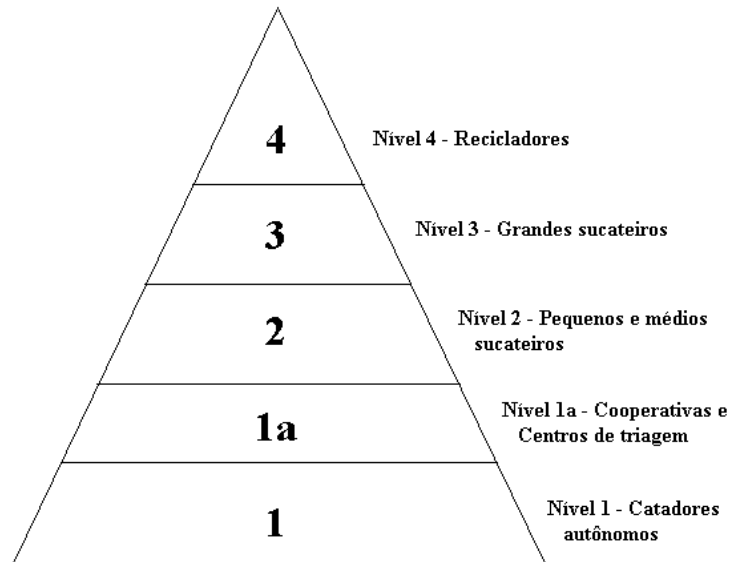 4
Nível 4 - Recicladores
3
Nível 3 - Grandes sucateiros
2
Nível 2 - Pequenos e médios
sucateiros
1a
Nível 1a - Cooperativas e
Centros de triagem
1
Nível 1 - Catadores
autônomos